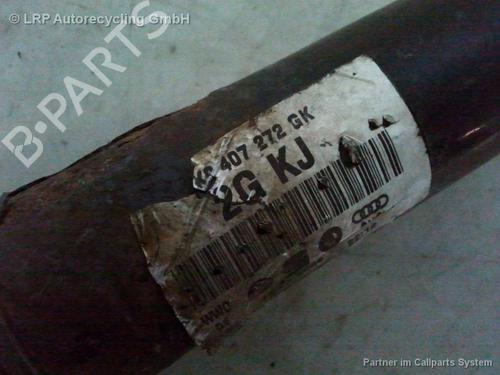 © LRP Autorecycling GmbH
B-PARTS
407 272 GK
2G KJ
Partner im Callparts System